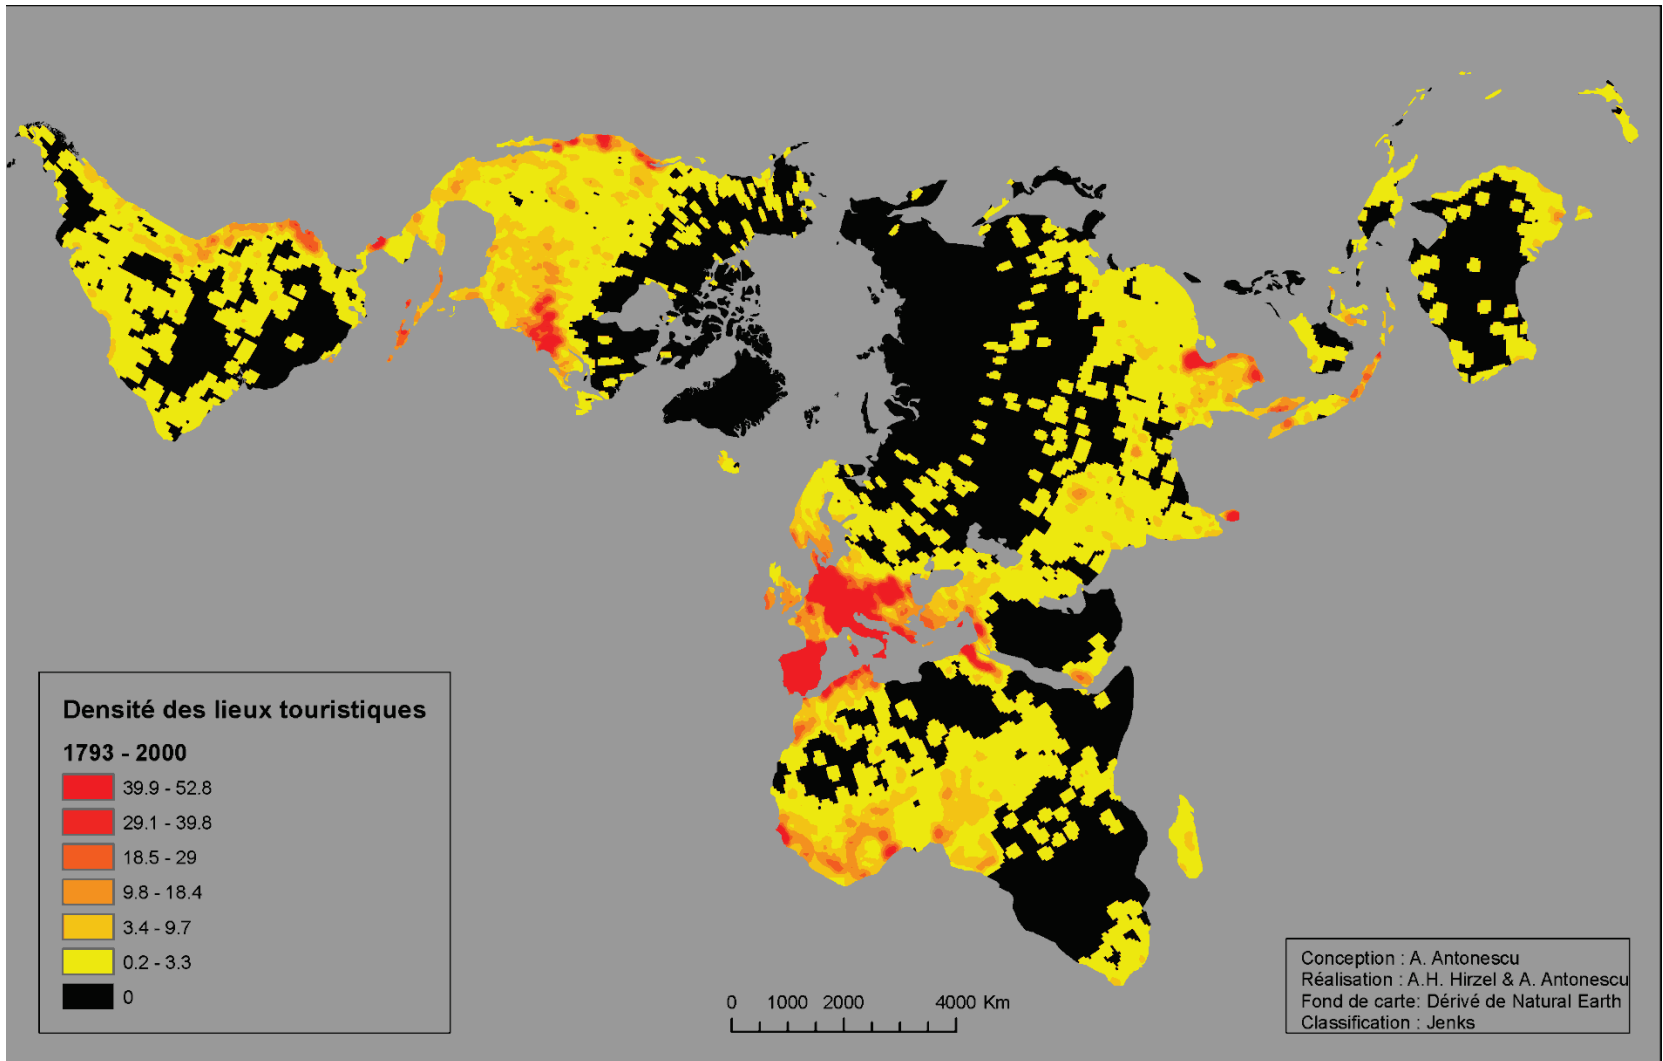 Densité des lieux touristiques
1793 - 2000
39.9 - 52.8
29.1 - 39.8
18.5 - 29
9.8 - 18.4
3.4 - 9.7
0.2 - 3.3
0
0 1000 2000 4000 Km
Conception : A. Antonescu
Réalisation : A.H. Hirzel & A. Antonescu
Fond de carte: Dérivé de Natural Earth
Classification : Jenks